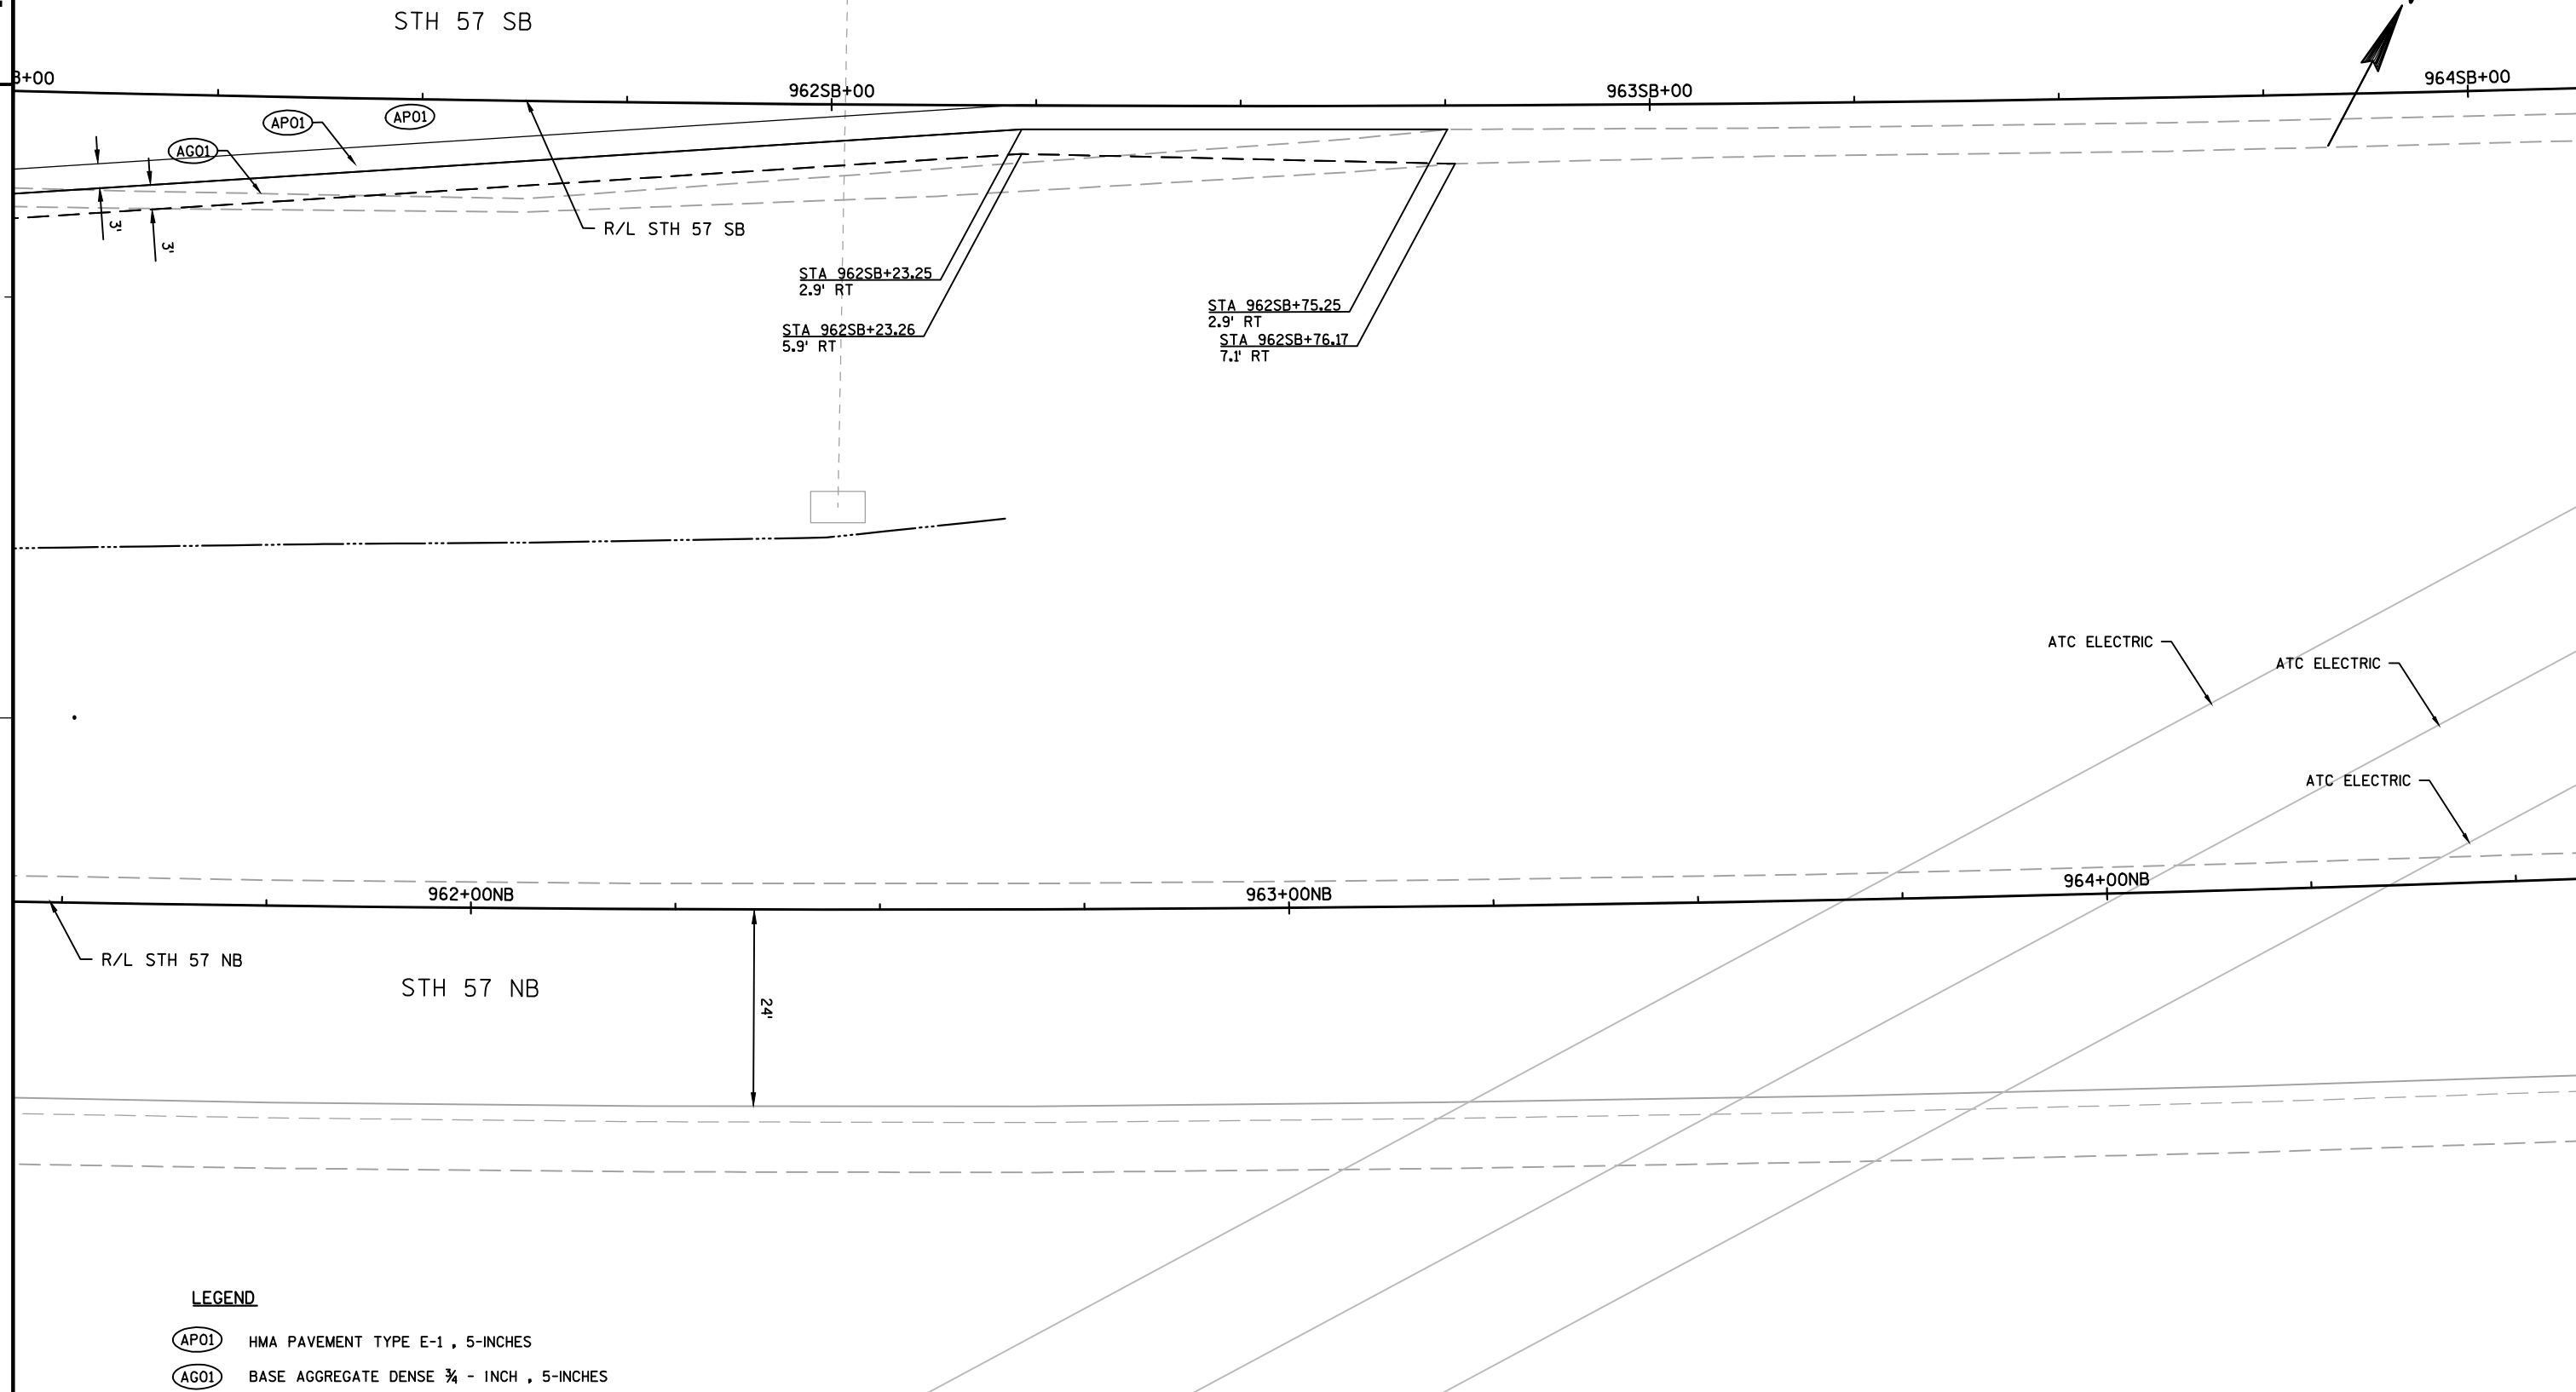 STH 57 SB
3+00
962SB+00
963SB+00
964SB+00
AP01
AP01
AG01
3'
3'
R/L STH 57 SB
STA 962SB+23.25
2.9' RT
STA 962SB+23.26
5.9' RT
STA 962SB+75.25
2.9' RT
STA 962SB+76.17
7.1' RT
ATC ELECTRIC
ATC ELECTRIC
ATC ELECTRIC
962+00NB
963+00NB
964+00NB
R/L STH 57 NB
STH 57 NB
24'
LEGEND
AP01 HMA PAVEMENT TYPE E-1 , 5-INCHES
AG01 BASE AGGREGATE DENSE ¾ - INCH , 5-INCHES